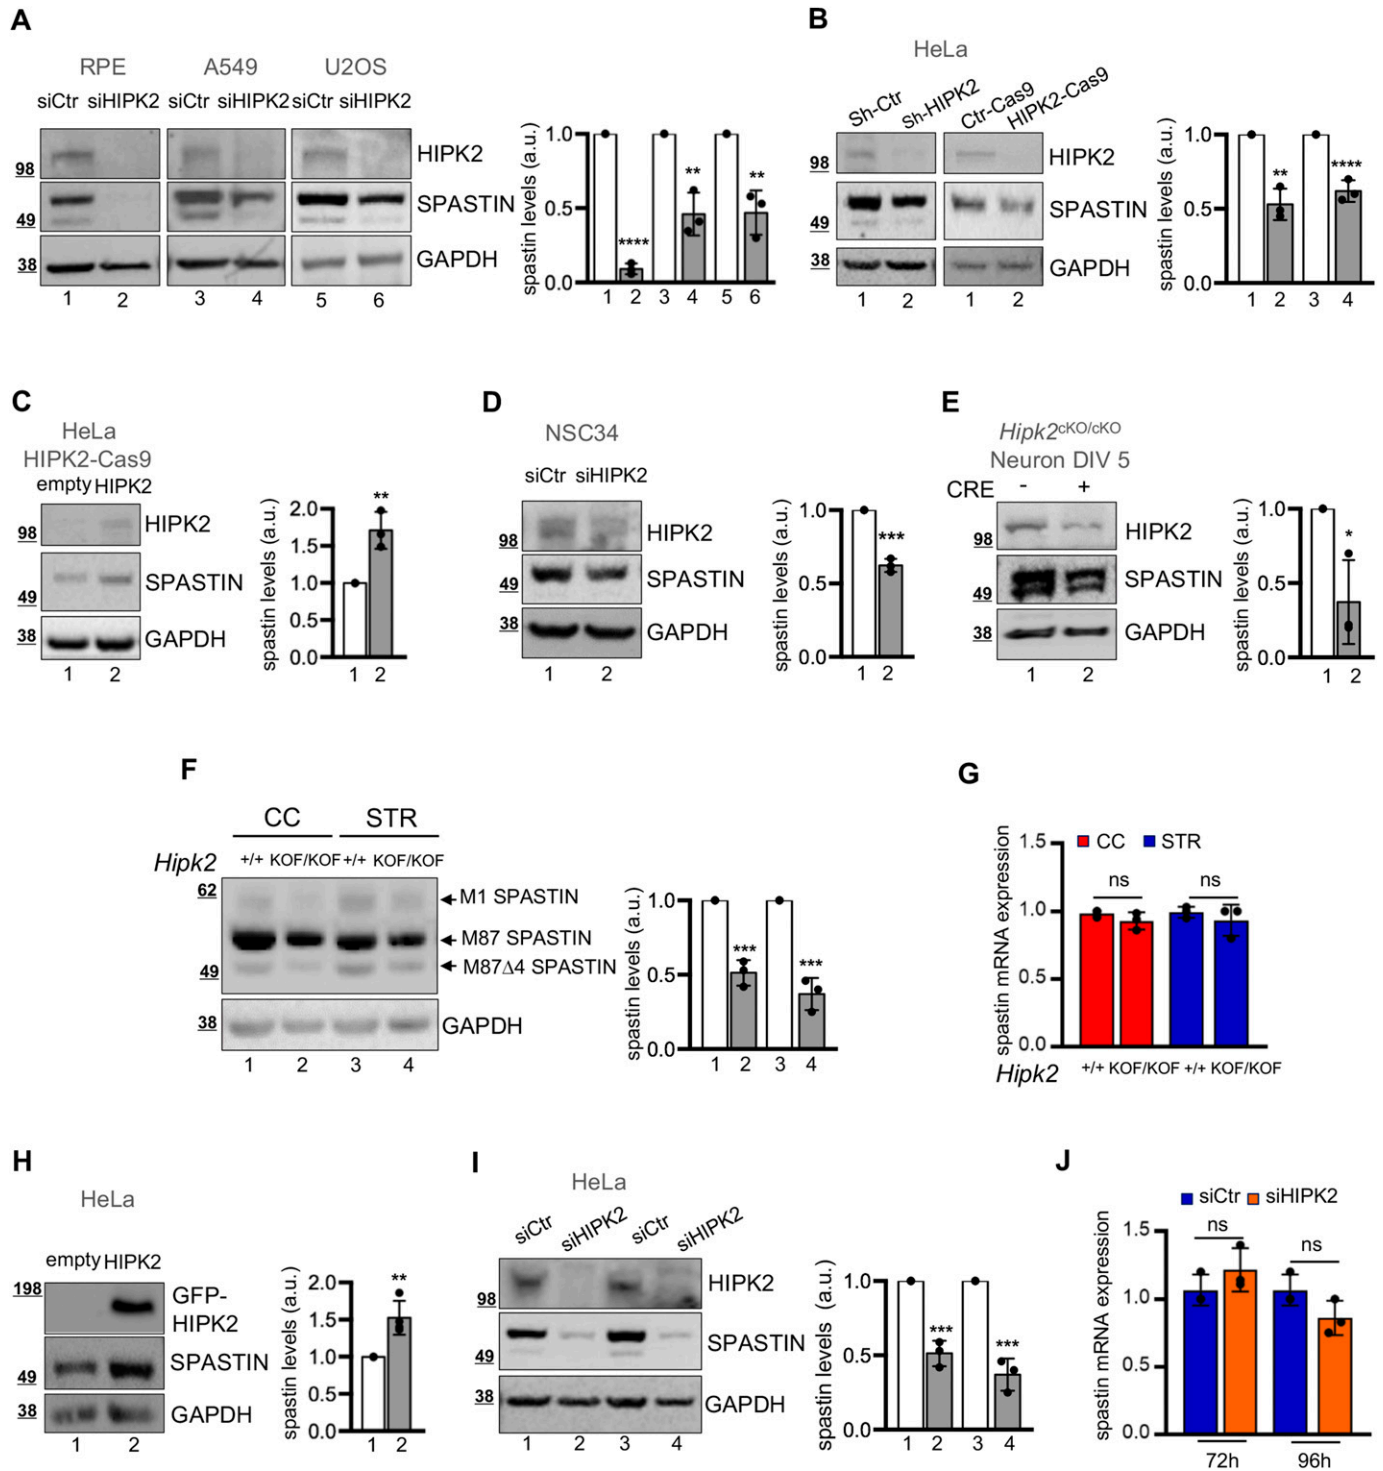 A
RPE A549 U2OS
siCtr siHIPK2 siCtr siHIPK2 siCtr siHIPK2
HIPK2
98
SPASTIN
49
GAPDH
38
1 2 3 4 5 6
spastin levels (a.u.)
1.0
0.5
0.0
**** ** **
1 2 3 4 5 6
B
HeLa
Sh-Ctr Sh-HIPK2 Ctr-Cas9 HIPK2-Cas9
HIPK2
98
SPASTIN
49
GAPDH
38
1 2 1 2
spastin levels (a.u.)
1.0
0.5
0.0
** ****
1 2 3 4
C
HeLa
HIPK2-Cas9
empty HIPK2
HIPK2
98
SPASTIN
49
GAPDH
38
1 2
spastin levels (a.u.)
2.0
1.5
1.0
0.5
0.0
**
1 2
D
NSC34
siCtr siHIPK2
HIPK2
98
SPASTIN
49
GAPDH
38
1 2
spastin levels (a.u.)
1.0
0.5
0.0
***
1 2
E
Hipk2cKO/cKO
Neuron DIV 5
CRE - +
HIPK2
98
SPASTIN
49
GAPDH
38
1 2
spastin levels (a.u.)
1.0
0.5
0.0
*
1 2
F
CC STR
Hipk2 +/+ KOF/KOF +/+ KOF/KOF
62
M1 SPASTIN
M87 SPASTIN
M87Δ4 SPASTIN
49
38
GAPDH
1 2 3 4
spastin levels (a.u.)
1.0
0.5
0.0
*** ***
1 2 3 4
G
CC STR
spastin mRNA expression
1.5
1.0
0.5
0.0
ns ns
Hipk2 +/+ KOF/KOF +/+ KOF/KOF
H
HeLa
empty HIPK2
198
GFP-
HIPK2
SPASTIN
49
38
GAPDH
1 2
spastin levels (a.u.)
2.0
1.5
1.0
0.5
0.0
**
1 2
I
HeLa
siCtr siHIPK2 siCtr siHIPK2
HIPK2
98
SPASTIN
49
38
GAPDH
1 2 3 4
spastin levels (a.u.)
1.0
0.5
0.0
*** ***
1 2 3 4
J
siCtr siHIPK2
spastin mRNA expression
1.5
1.0
0.5
0.0
ns ns
72h 96h